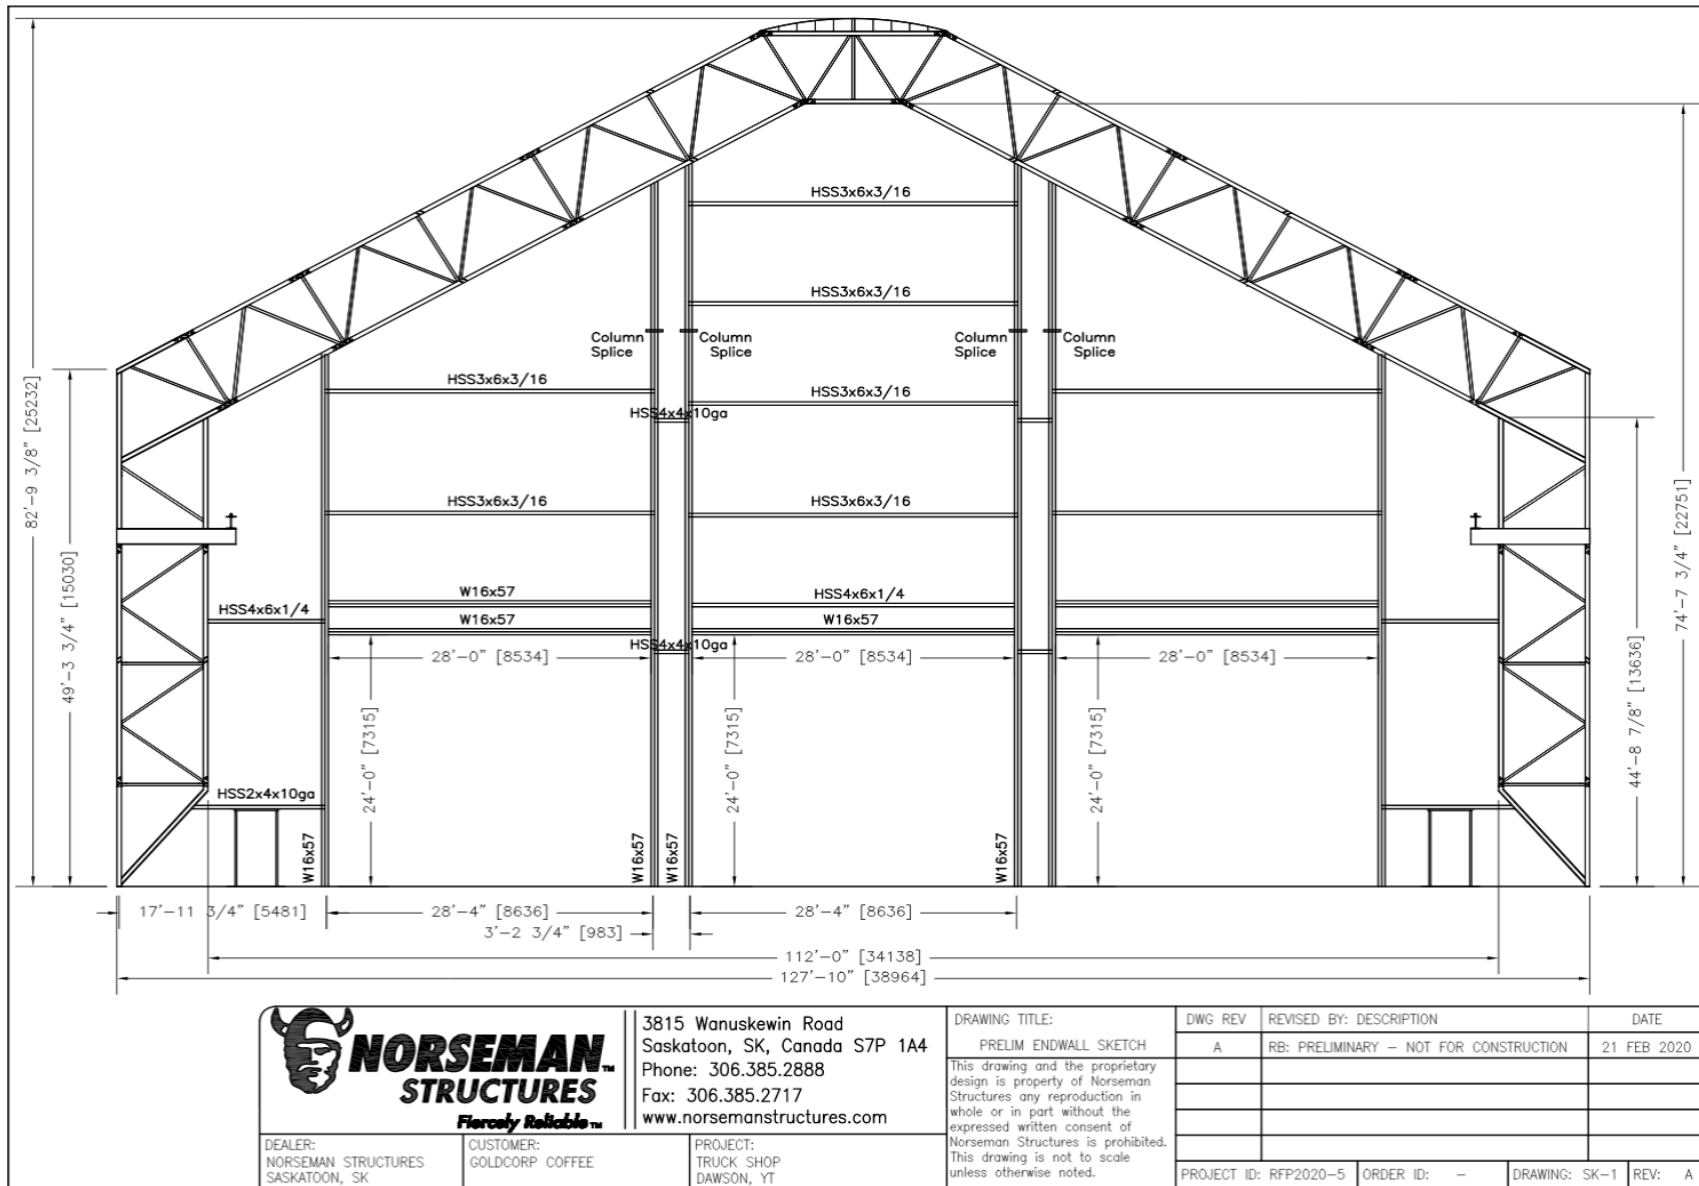 HSS3x6x3/16
HSS3x6x3/16
Column
Splice
Column
Splice
Column
Splice
Column
Splice
HSS3x6x3/16
HSS3x6x3/16
HSS4x4x10ga
HSS3x6x3/16
HSS3x6x3/16
82'-9 3/8" [25232]
49'-3 3/4" [15030]
74'-7 3/4" [22751]
44'-8 7/8" [13636]
HSS4x6x1/4
W16x57
HSS4x6x1/4
W16x57
W16x57
HSS4x4x10ga
28'-0" [8534]
28'-0" [8534]
28'-0" [8534]
24'-0" [7315]
24'-0" [7315]
24'-0" [7315]
HSS2x4x10ga
W16x57
W16x57
W16x57
W16x57
17'-11 3/4" [5481]
28'-4" [8636]
28'-4" [8636]
3'-2 3/4" [983]
112'-0" [34138]
127'-10" [38964]
NORSEMAN™
STRUCTURES
Fiercely Reliable™
3815 Wanuskewin Road
Saskatoon, SK, Canada S7P 1A4
Phone: 306.385.2888
Fax: 306.385.2717
www.norsemanstructures.com
DEALER:
NORSEMAN STRUCTURES
SASKATOON, SK
CUSTOMER:
GOLDCORP COFFEE
PROJECT:
TRUCK SHOP
DAWSON, YT
DRAWING TITLE:
PRELIM ENDWALL SKETCH
This drawing and the proprietary
design is property of Norseman
Structures any reproduction in
whole or in part without the
expressed written consent of
Norseman Structures is prohibited.
This drawing is not to scale
unless otherwise noted.
DWG REV REVISED BY: DESCRIPTION DATE
A RB: PRELIMINARY – NOT FOR CONSTRUCTION 21 FEB 2020
PROJECT ID: RFP2020-5 ORDER ID: – DRAWING: SK-1 REV: A